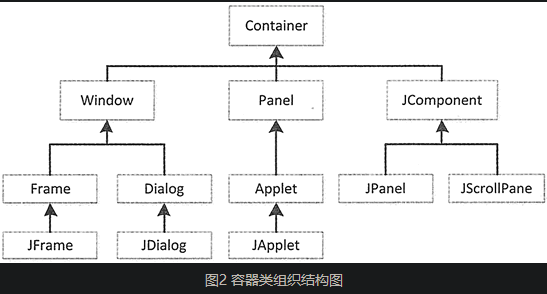 Container
Window Panel JComponent
Frame Dialog Applet JPanel JScrollPane
JFrame JDialog JApplet
图2 容器类组织结构图